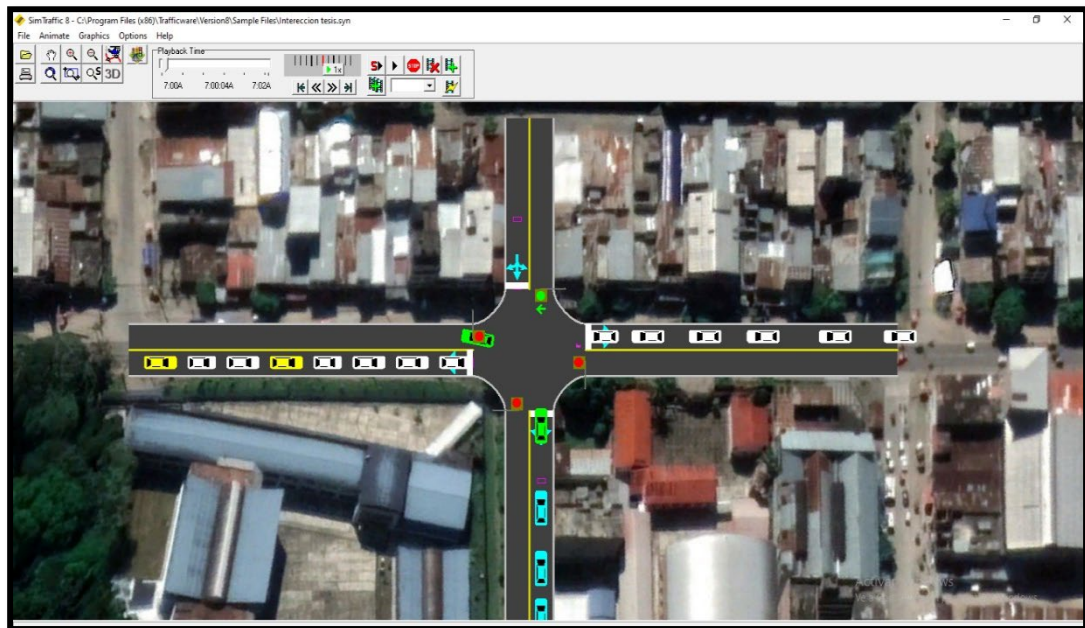 SimTraffic 8 - C:\Program Files (x86)\Trafficware\Version8\Sample Files\Intereccion tesis.syn
File Animate Graphics Options Help
Playback Time
1x
S
STOP
S 3D
7:00A 7:00:04A 7:02A